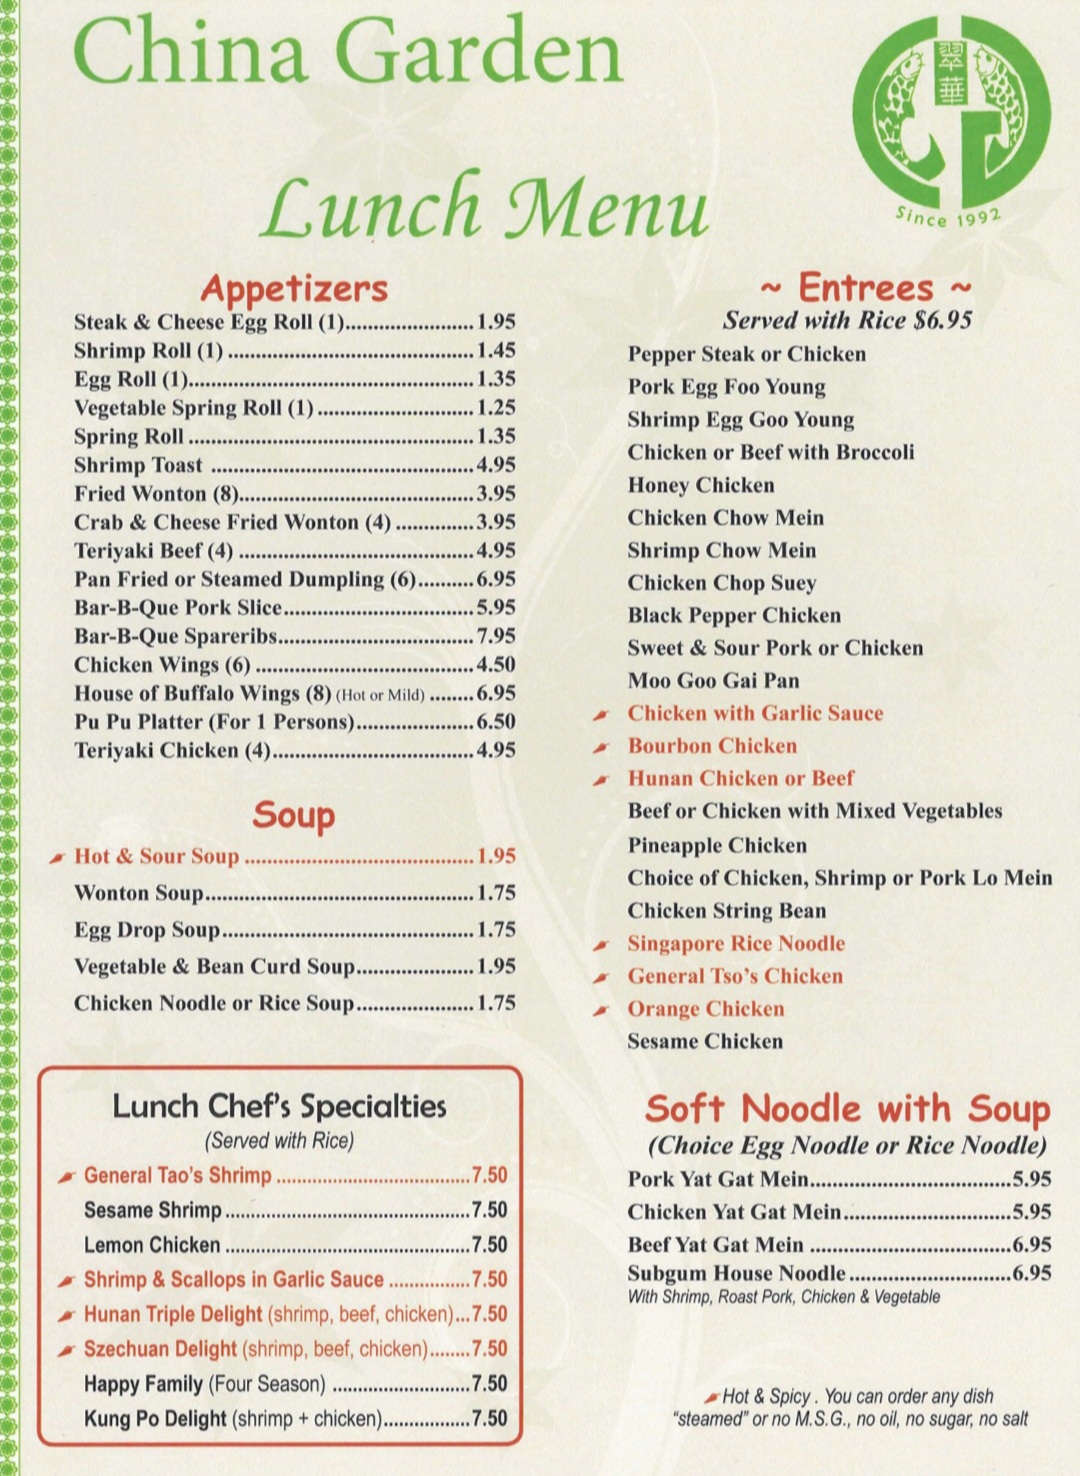 China Garden
翠華
Since 1992
Lunch Menu
Appetizers
Steak & Cheese Egg Roll (1)......................1.95
Shrimp Roll (1) ..........................................1.45
Egg Roll (1)................................................1.35
Vegetable Spring Roll (1) ..........................1.25
Spring Roll ................................................1.35
Shrimp Toast ............................................4.95
Fried Wonton (8)........................................3.95
Crab & Cheese Fried Wonton (4) .............3.95
Teriyaki Beef (4) ........................................4.95
Pan Fried or Steamed Dumpling (6)..........6.95
Bar-B-Que Pork Slice................................5.95
Bar-B-Que Spareribs.................................7.95
Chicken Wings (6) .....................................4.50
House of Buffalo Wings (8) (Hot or Mild) ........6.95
Pu Pu Platter (For 1 Persons)....................6.50
Teriyaki Chicken (4)..................................4.95
Soup
Hot & Sour Soup .......................................1.95
Wonton Soup.............................................1.75
Egg Drop Soup..........................................1.75
Vegetable & Bean Curd Soup....................1.95
Chicken Noodle or Rice Soup....................1.75
Lunch Chef's Specialties
(Served with Rice)
General Tao's Shrimp .....................................7.50
Sesame Shrimp..............................................7.50
Lemon Chicken ..............................................7.50
Shrimp & Scallops in Garlic Sauce ................7.50
Hunan Triple Delight (shrimp, beef, chicken)...7.50
Szechuan Delight (shrimp, beef, chicken)........7.50
Happy Family (Four Season) ..........................7.50
Kung Po Delight (shrimp + chicken)................7.50
~ Entrees ~
Served with Rice $6.95
Pepper Steak or Chicken
Pork Egg Foo Young
Shrimp Egg Goo Young
Chicken or Beef with Broccoli
Honey Chicken
Chicken Chow Mein
Shrimp Chow Mein
Chicken Chop Suey
Black Pepper Chicken
Sweet & Sour Pork or Chicken
Moo Goo Gai Pan
Chicken with Garlic Sauce
Bourbon Chicken
Hunan Chicken or Beef
Beef or Chicken with Mixed Vegetables
Pineapple Chicken
Choice of Chicken, Shrimp or Pork Lo Mein
Chicken String Bean
Singapore Rice Noodle
General Tso's Chicken
Orange Chicken
Sesame Chicken
Soft Noodle with Soup
(Choice Egg Noodle or Rice Noodle)
Pork Yat Gat Mein..................................5.95
Chicken Yat Gat Mein............................5.95
Beef Yat Gat Mein ..................................6.95
Subgum House Noodle...........................6.95
With Shrimp, Roast Pork, Chicken & Vegetable
Hot & Spicy . You can order any dish
“steamed” or no M.S.G., no oil, no sugar, no salt